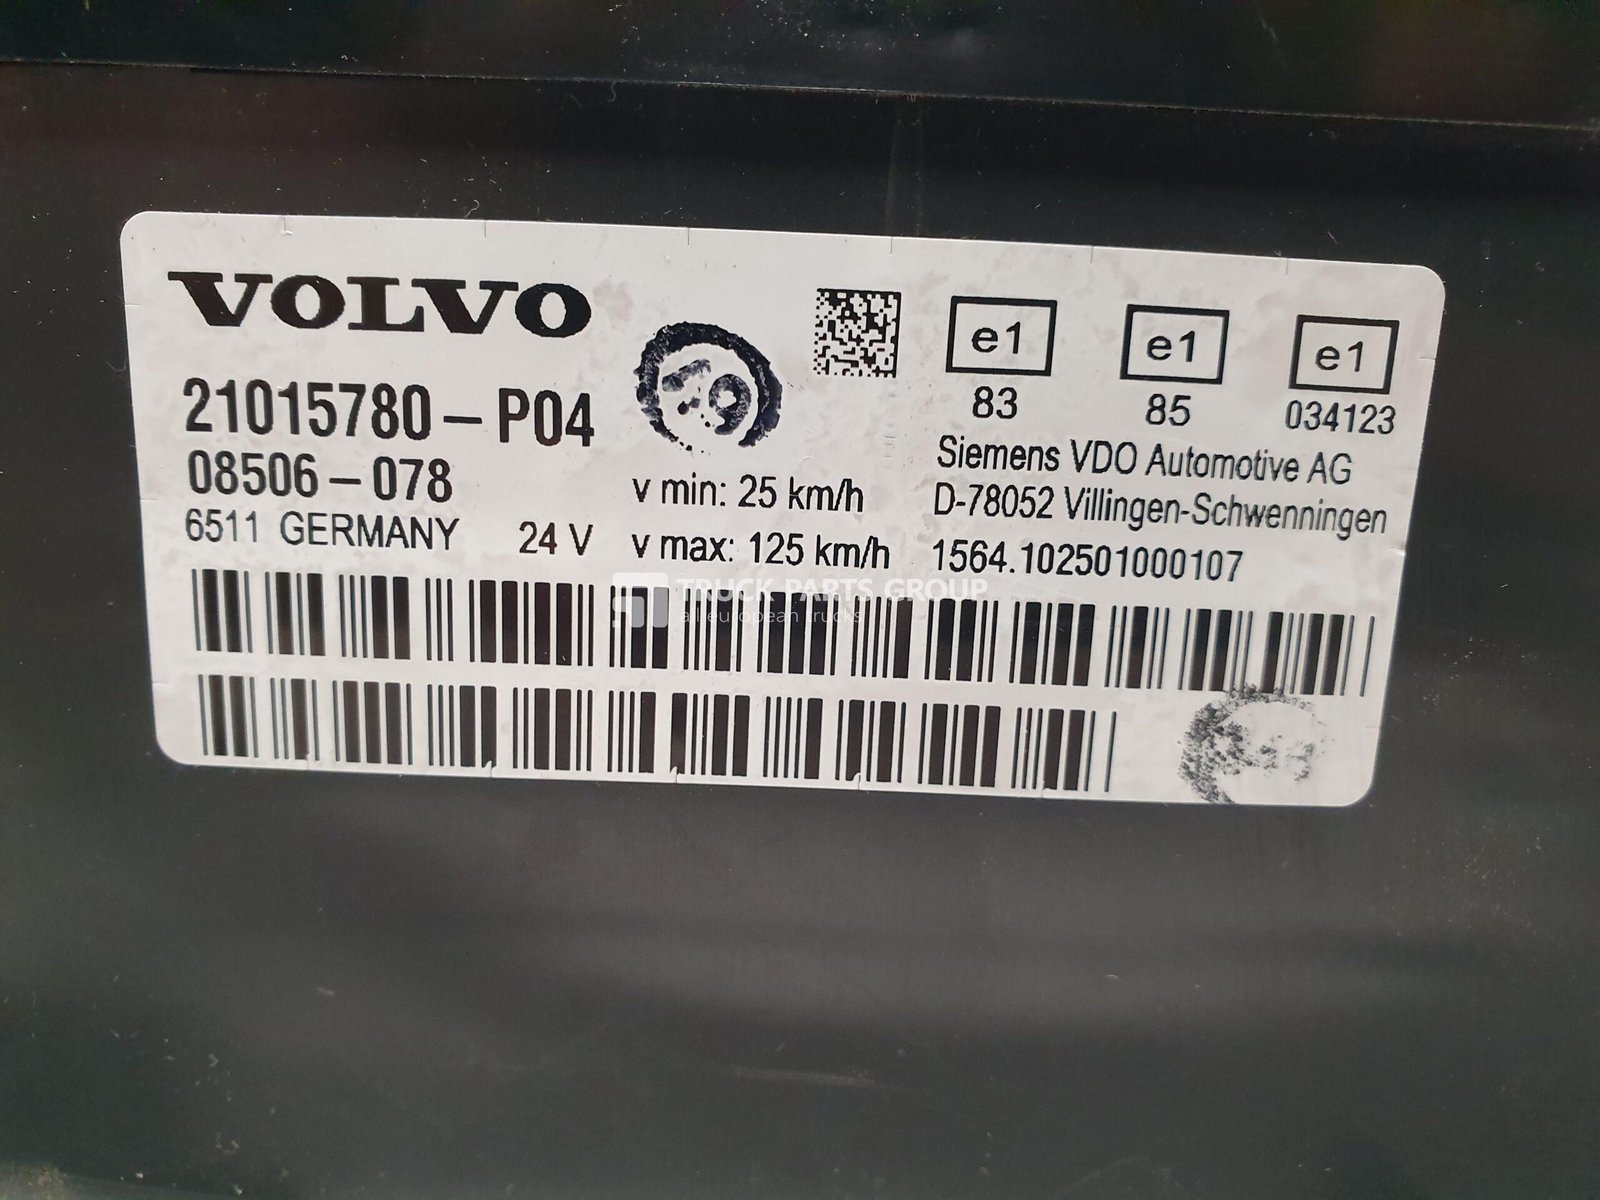 VOLVO
21015780-P04
08506-078
6511 GERMANY 24 V
v min: 25 km/h
v max: 125 km/h
e1 e1 e1
83 85 034123
Siemens VDO Automotive AG
D-78052 Villingen-Schwenningen
1564.102501000107
TRUCK PARTS GROUP
all european trucks